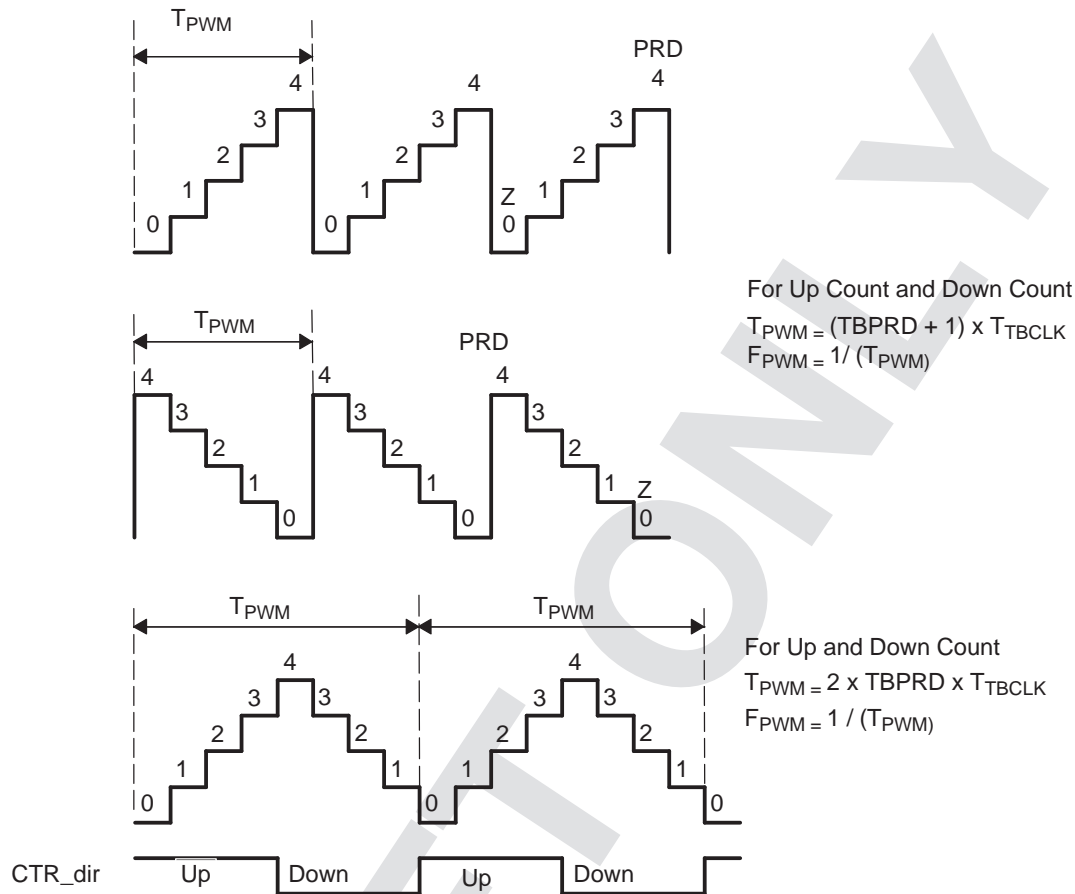 TPWM
PRD
4 4 4
3 3 3
2 2 2
1 1 Z 1
0 0 0
For Up Count and Down Count
TPWM = (TBPRD + 1) x TTBCLK
FPWM = 1/ (TPWM)
TPWM
PRD
4 4 4
3 3 3
2 2 2
1 1 1 Z
0 0 0
TPWM TPWM
For Up and Down Count
TPWM = 2 x TBPRD x TTBCLK
FPWM = 1 / (TPWM)
4 4
3 3 3 3
2 2 2 2
1 1 1 1
0 0 0
CTR_dir Up Down Up Down
T ONLY